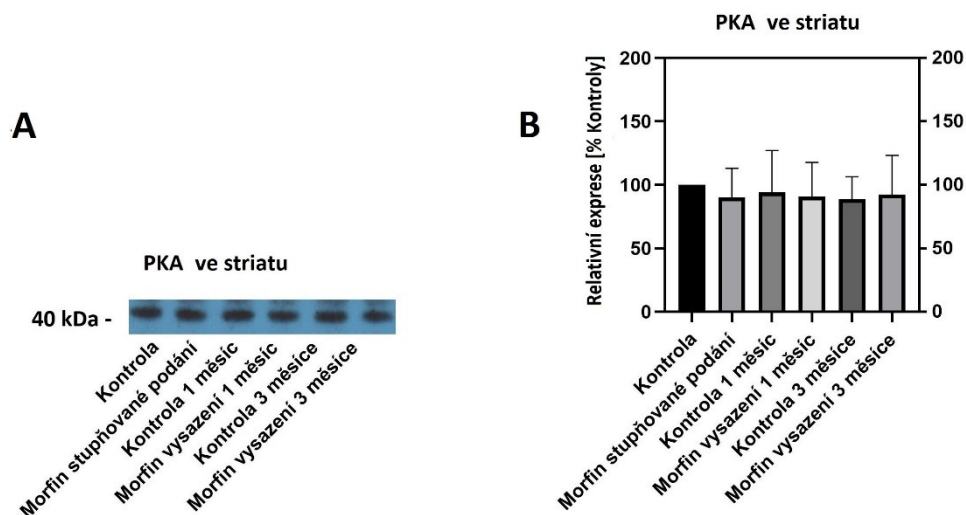 A
PKA ve striatu
40 kDa -
Kontrola
Morfin stupňované podání
Kontrola 1 měsíc
Morfin vysazení 1 měsíc
Kontrola 3 měsíce
Morfin vysazení 3 měsíce
B
PKA ve striatu
Relativní exprese [% Kontroly]
200
150
100
50
0
200
150
100
50
0
Kontrola
Morfin stupňované podání
Kontrola 1 měsíc
Morfin vysazení 1 měsíc
Kontrola 3 měsíce
Morfin vysazení 3 měsíce